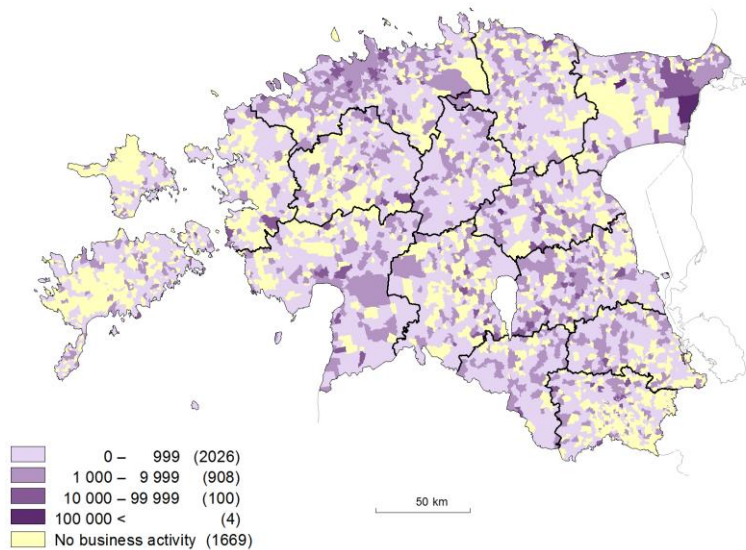 0 – 999 (2026)
1 000 – 9 999 (908)
10 000 – 99 999 (100)
100 000 < (4)
No business activity (1669)
50 km